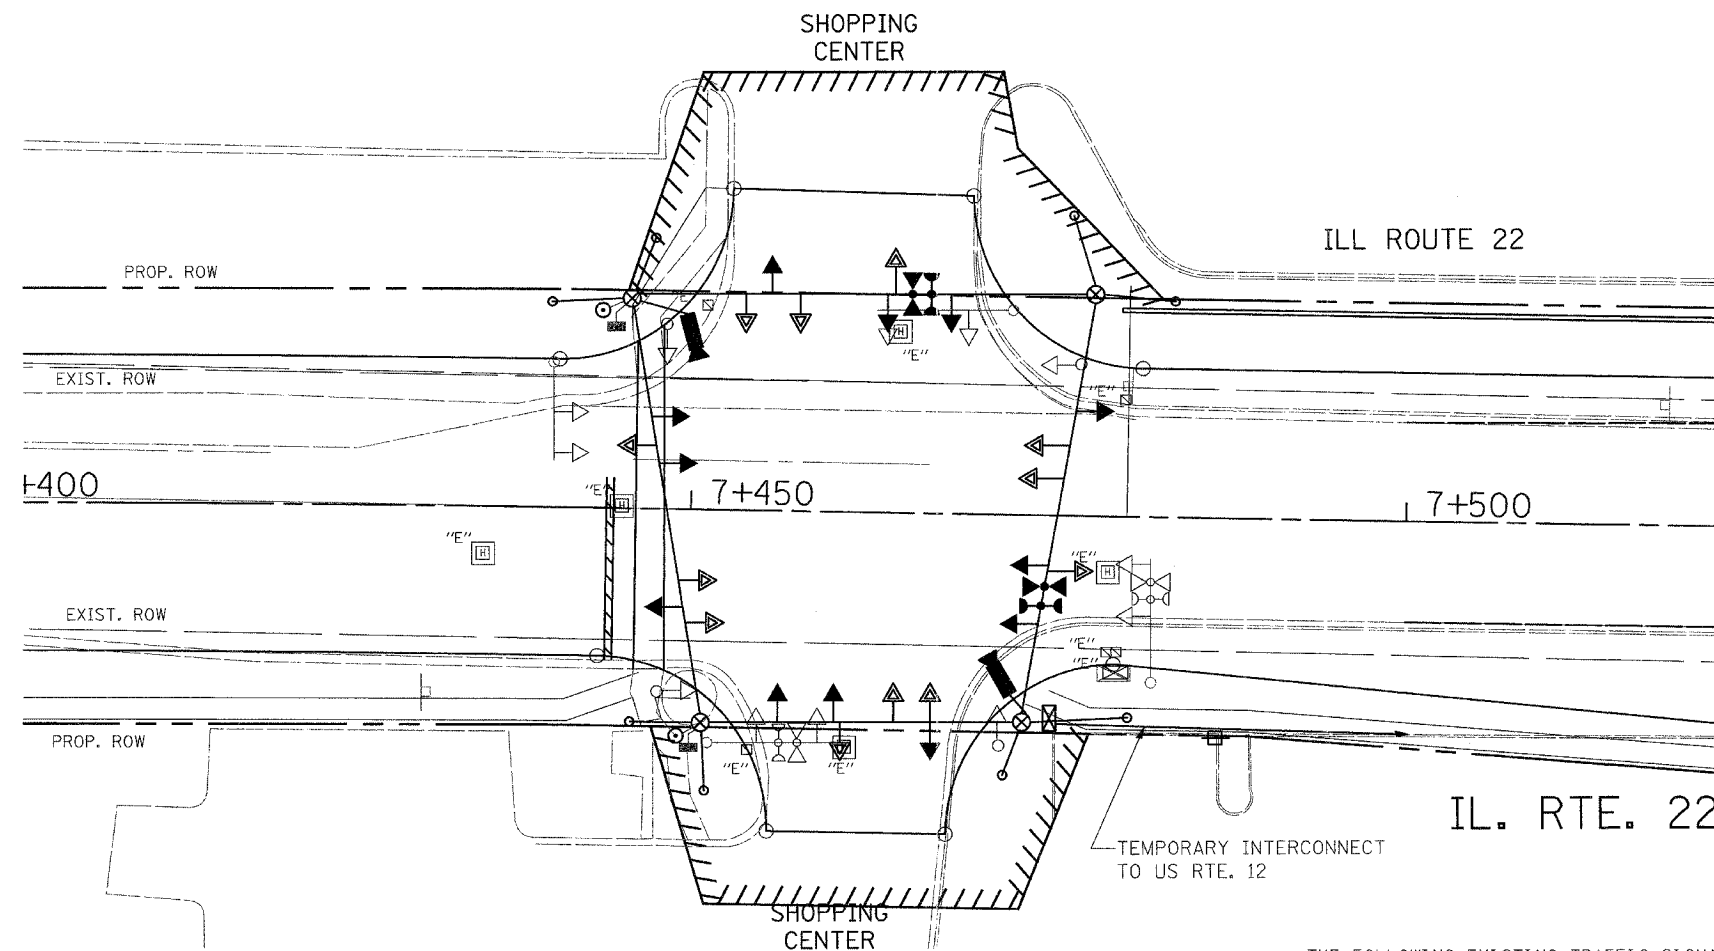 SHOPPING
CENTER
ILL ROUTE 22
PROP. ROW
"E"
"E"
EXIST. ROW
"E"
+400
"E"
7+450
7+500
"E"
"E"
EXIST. ROW
"E"
"E"
PROP. ROW
"E"
"E"
IL. RTE. 22
TEMPORARY INTERCONNECT
TO US RTE. 12
SHOPPING
CENTER